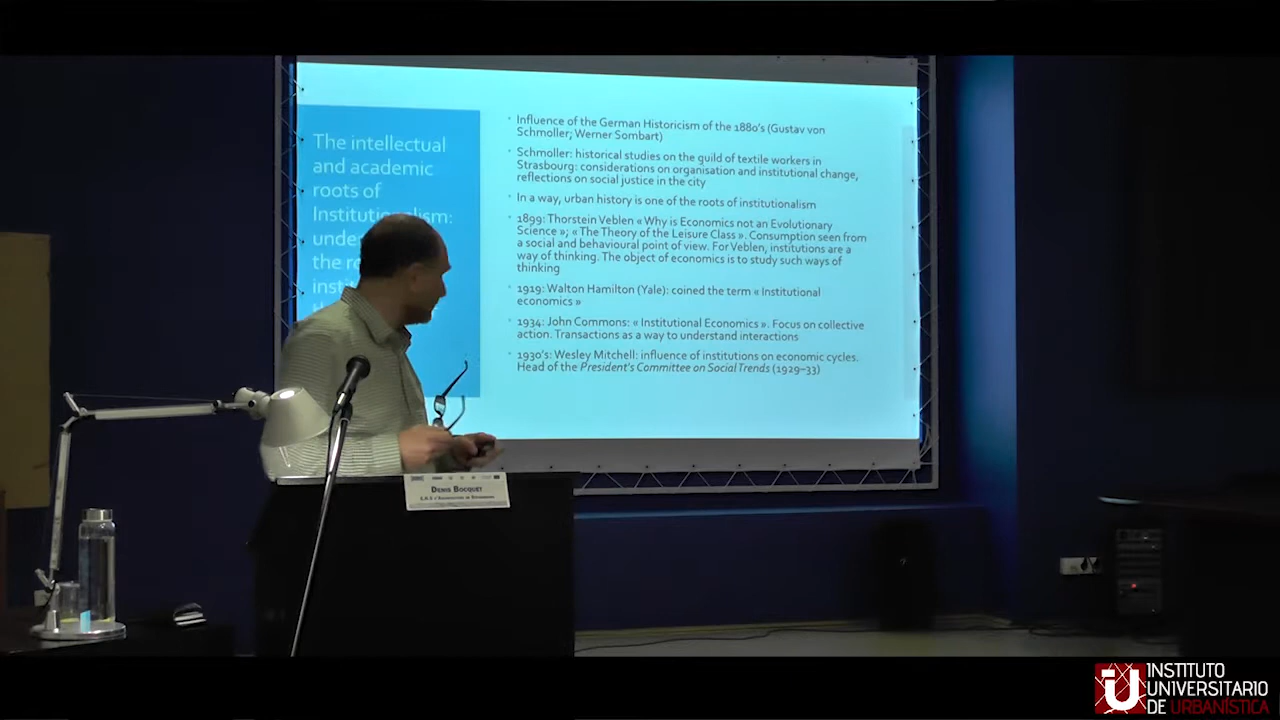 The intellectual
and academic
roots of
Institutionalism:
Influence of the German Historicism of the 1880's (Gustav von
Schmoller; Werner Sombart)
Schmoller: historical studies on the guild of textile workers in
Strasbourg: considerations on organisation and institutional change,
reflections on social justice in the city
In a way, urban history is one of the roots of institutionalism
1899: Thorstein Veblen « Why is Economics not an Evolutionary
Science »; « The Theory of the Leisure Class ». Consumption seen from
a social and behavioural point of view. For Veblen, institutions are a
way of thinking. The object of economics is to study such ways of
thinking
1919: Walton Hamilton (Yale): coined the term « Institutional
economics »
1934: John Commons: « Institutional Economics ». Focus on collective
action. Transactions as a way to understand interactions
1930's: Wesley Mitchell: influence of institutions on economic cycles.
Head of the President's Committee on Social Trends (1929–33)
DENIS BOCQUET
INSTITUTO
UNIVERSITARIO
DE URBANÍSTICA